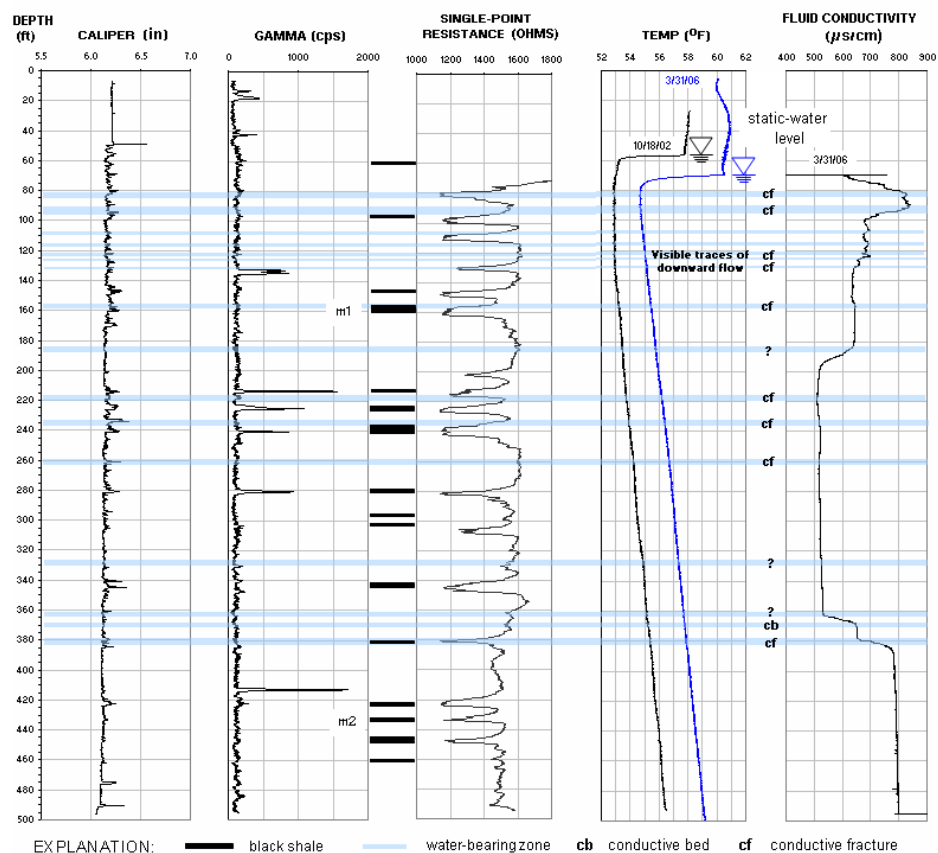 DEPTH
(ft)
CALIPER (in)
GAMMA (cps)
SINGLE-POINT
RESISTANCE (OHMS)
TEMP (ºF)
FLUID CONDUCTIVITY
(µs/cm)
5.5 6.0 6.5 7.0
0 1000 2000
1000 1200 1400 1600 1800
52 54 56 58 60 62
400 500 600 700 800 900
0
20
40
60
80
100
120
140
160
180
200
220
240
260
280
300
320
340
360
380
400
420
440
460
480
500
m1
m2
3/31/06
10/18/02
static-water
level
3/31/06
cf
cf
cf
Visible traces of
downward flow
cf
cf
?
cf
cf
cf
?
?
cb
cf
EXPLANATION: black shale water-bearing zone cb conductive bed cf conductive fracture